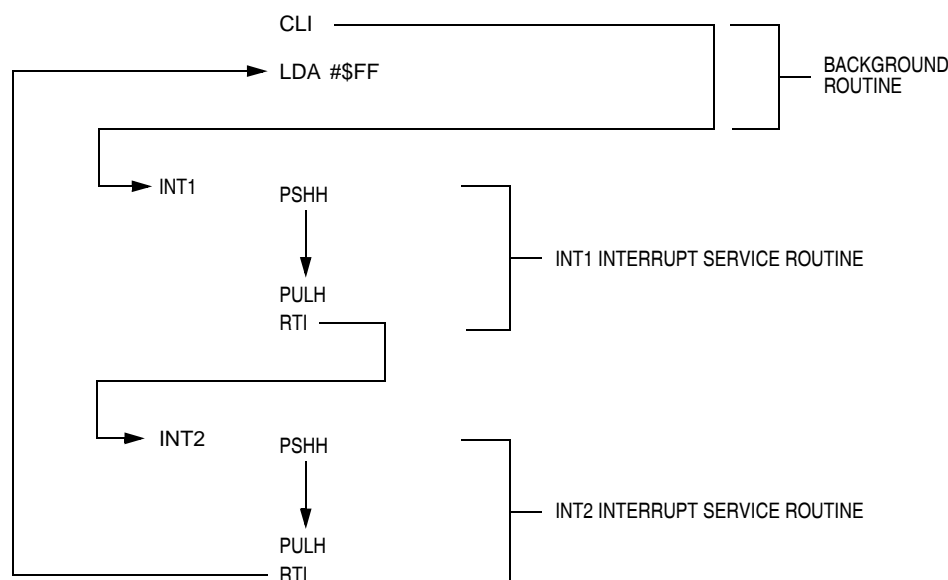 CLI
LDA #$FF
BACKGROUND
ROUTINE
INT1
PSHH
INT1 INTERRUPT SERVICE ROUTINE
PULH
RTI
INT2
PSHH
INT2 INTERRUPT SERVICE ROUTINE
PULH
RTI